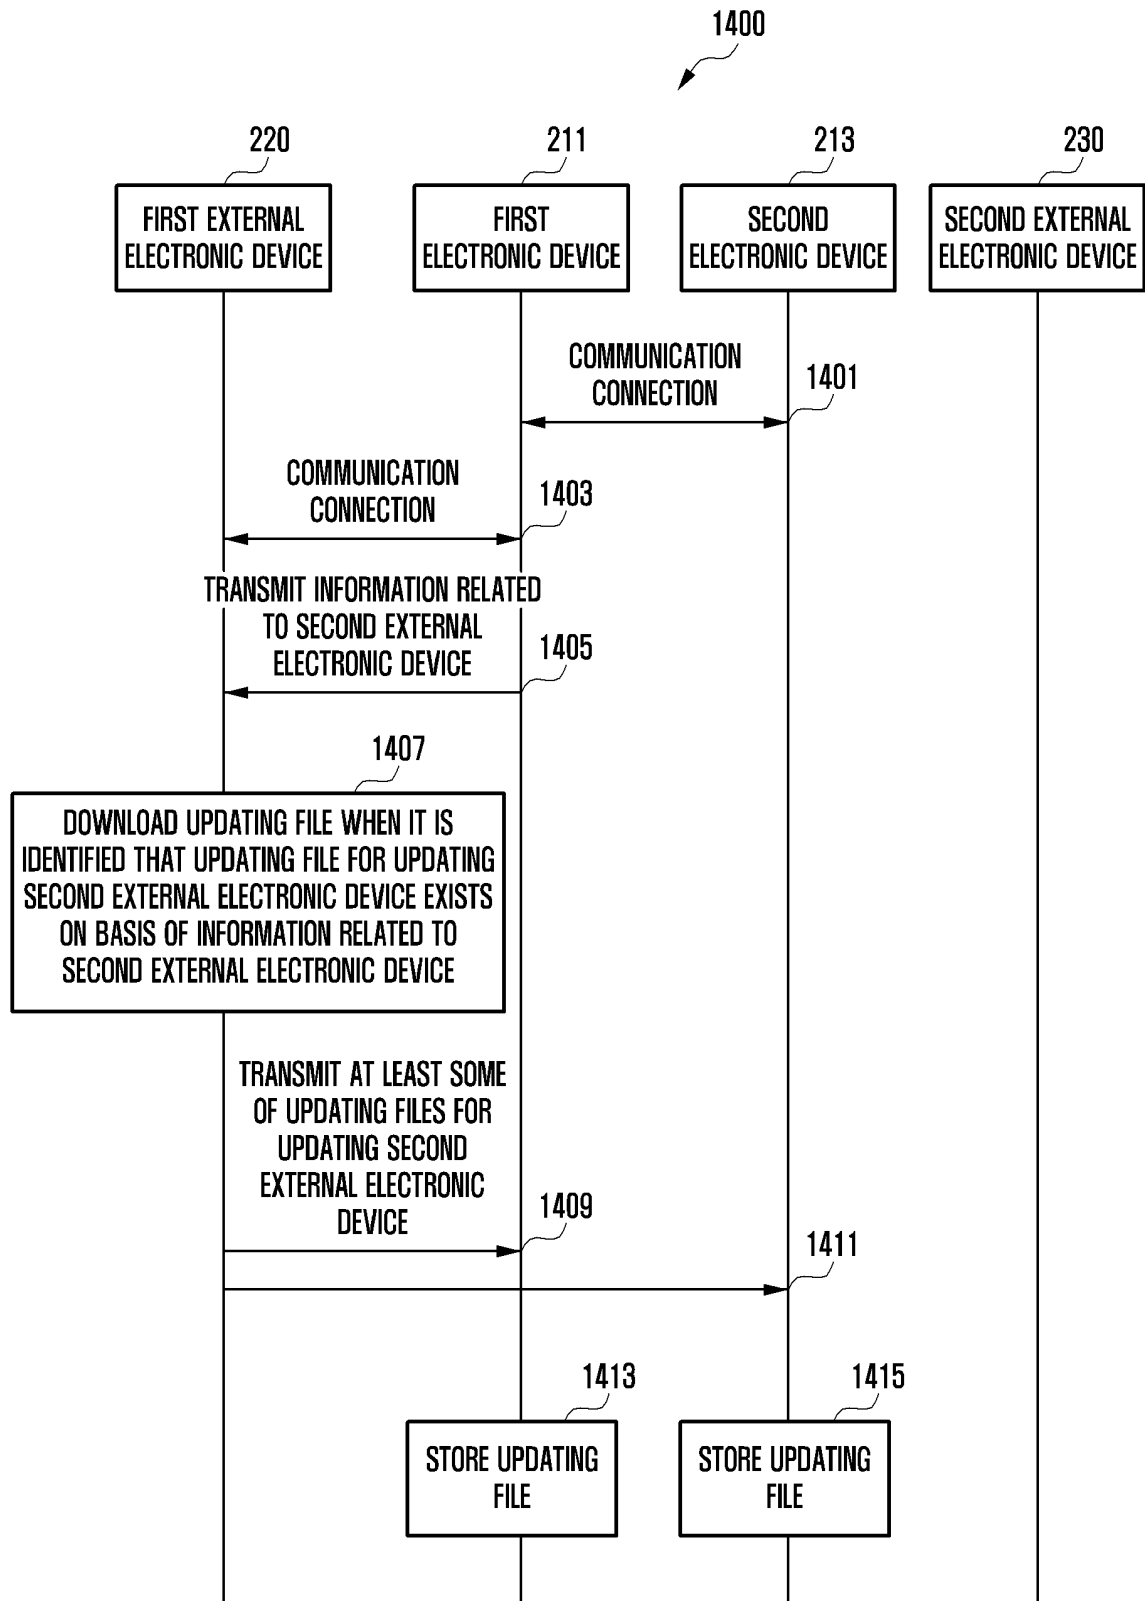 1400
220
211
213
230
FIRST EXTERNAL
ELECTRONIC DEVICE
FIRST
ELECTRONIC DEVICE
SECOND
ELECTRONIC DEVICE
SECOND EXTERNAL
ELECTRONIC DEVICE
COMMUNICATION
CONNECTION
1401
COMMUNICATION
CONNECTION
1403
TRANSMIT INFORMATION RELATED
TO SECOND EXTERNAL
ELECTRONIC DEVICE
1405
1407
DOWNLOAD UPDATING FILE WHEN IT IS
IDENTIFIED THAT UPDATING FILE FOR UPDATING
SECOND EXTERNAL ELECTRONIC DEVICE EXISTS
ON BASIS OF INFORMATION RELATED TO
SECOND EXTERNAL ELECTRONIC DEVICE
TRANSMIT AT LEAST SOME
OF UPDATING FILES FOR
UPDATING SECOND
EXTERNAL ELECTRONIC
DEVICE
1409
1411
1413
1415
STORE UPDATING
FILE
STORE UPDATING
FILE